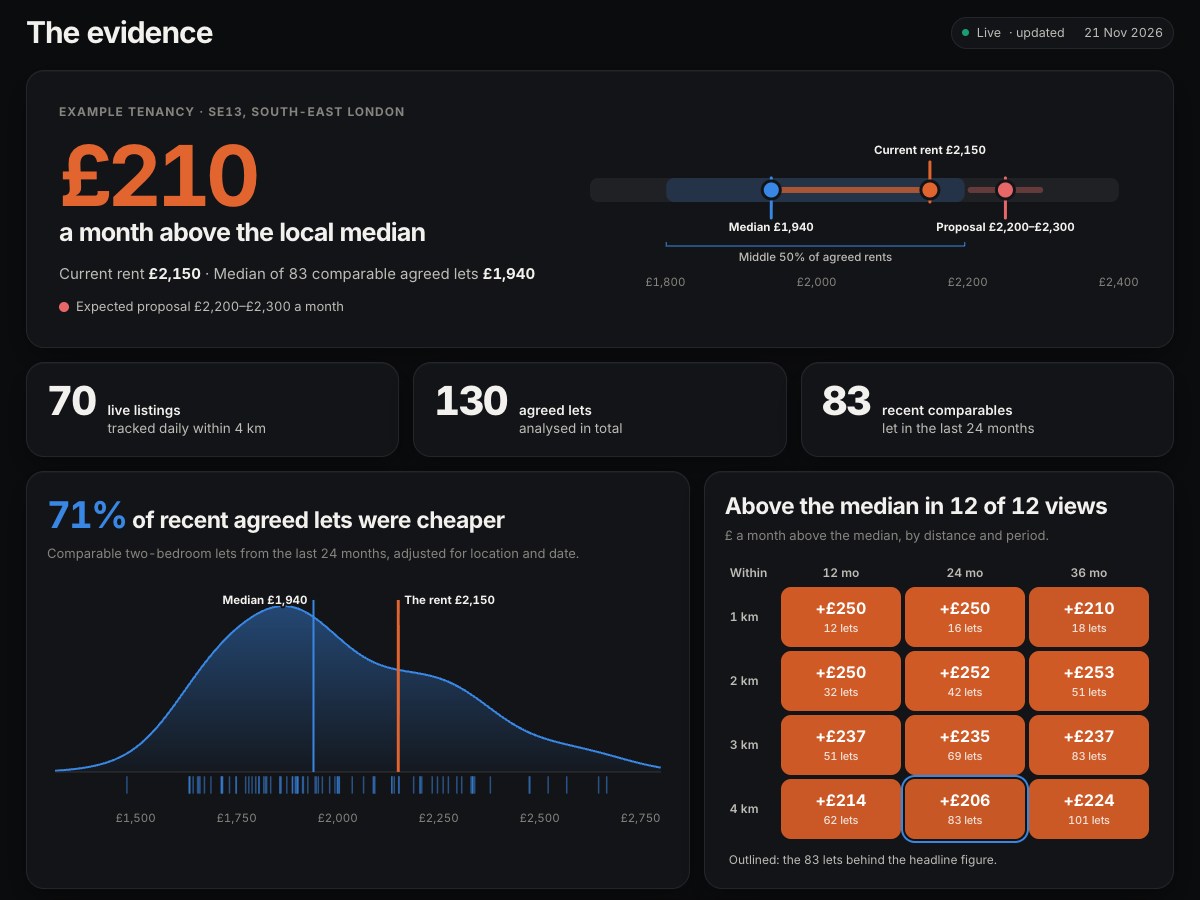 The evidence
Live · updated 21 Nov 2026
EXAMPLE TENANCY · SE13, SOUTH-EAST LONDON
£210
a month above the local median
Current rent £2,150 · Median of 83 comparable agreed lets £1,940
Expected proposal £2,200–£2,300 a month
Current rent £2,150
Median £1,940
Proposal £2,200–£2,300
Middle 50% of agreed rents
£1,800 £2,000 £2,200 £2,400
70 live listings
tracked daily within 4 km
130 agreed lets
analysed in total
83 recent comparables
let in the last 24 months
71% of recent agreed lets were cheaper
Comparable two-bedroom lets from the last 24 months, adjusted for location and date.
Median £1,940
The rent £2,150
£1,500 £1,750 £2,000 £2,250 £2,500 £2,750
Above the median in 12 of 12 views
£ a month above the median, by distance and period.
Within 12 mo 24 mo 36 mo
1 km +£250 +£250 +£210
12 lets 16 lets 18 lets
2 km +£250 +£252 +£253
32 lets 42 lets 51 lets
3 km +£237 +£235 +£237
51 lets 69 lets 83 lets
4 km +£214 +£206 +£224
62 lets 83 lets 101 lets
Outlined: the 83 lets behind the headline figure.